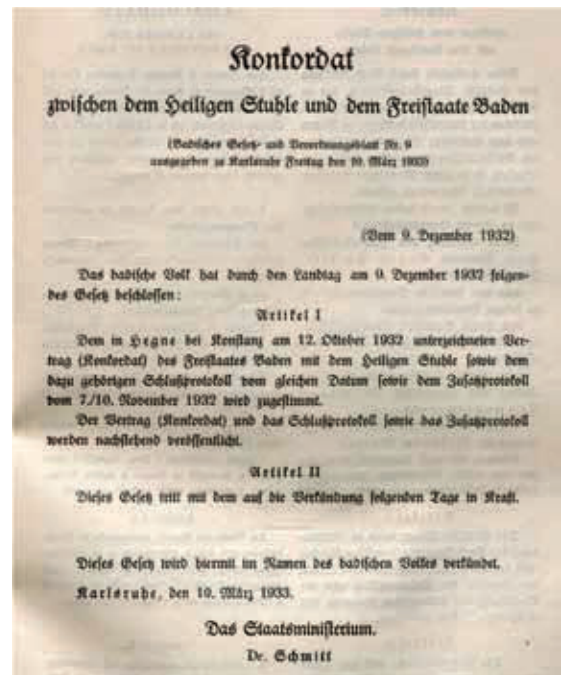 Konkordat
zwischen dem Heiligen Stuhle und dem Freistaate Baden
(Badisches Gesetz- und Verordnungsblatt Nr. 9
ausgegeben zu Karlsruhe Freitag den 10. März 1933)
(Vom 9. Dezember 1932)
Das badische Volk hat durch den Landtag am 9. Dezember 1932 folgen-
des Gesetz beschlossen:
Artikel I
Dem in Hegne bei Konstanz am 12. Oktober 1932 unterzeichneten Ver-
trag (Konkordat) des Freistaates Baden mit dem Heiligen Stuhle sowie dem
dazu gehörigen Schlußprotokoll vom gleichen Datum sowie dem Zusatzprotokoll
vom 7./10. November 1932 wird zugestimmt.
Der Vertrag (Konkordat) und das Schlußprotokoll sowie das Zusatzprotokoll
werden nachstehend veröffentlicht.
Artikel II
Dieses Gesetz tritt mit dem auf die Verkündung folgenden Tage in Kraft.
Dieses Gesetz wird hiermit im Namen des badischen Volkes verkündet.
Karlsruhe, den 10. März 1933.
Das Staatsministerium.
Dr. Schmitt